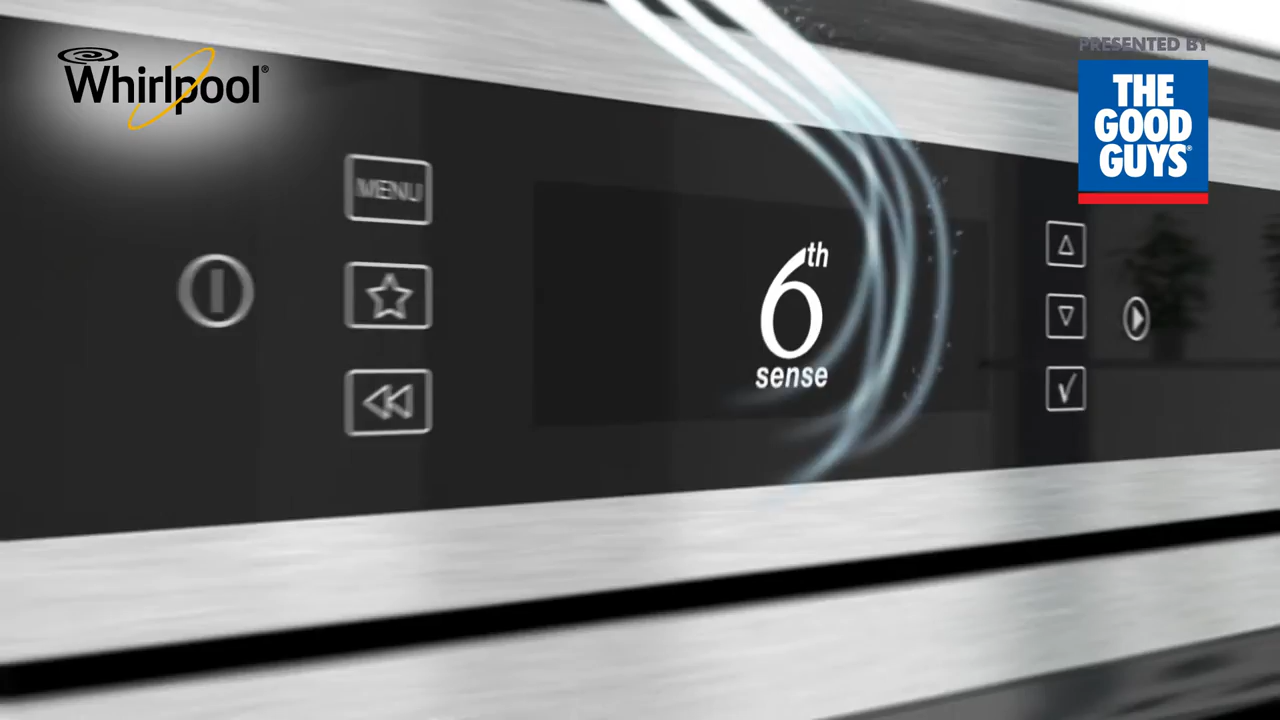 Whirlpool®
PRESENTED BY
THE
GOOD
GUYS®
MENU
6th
sense